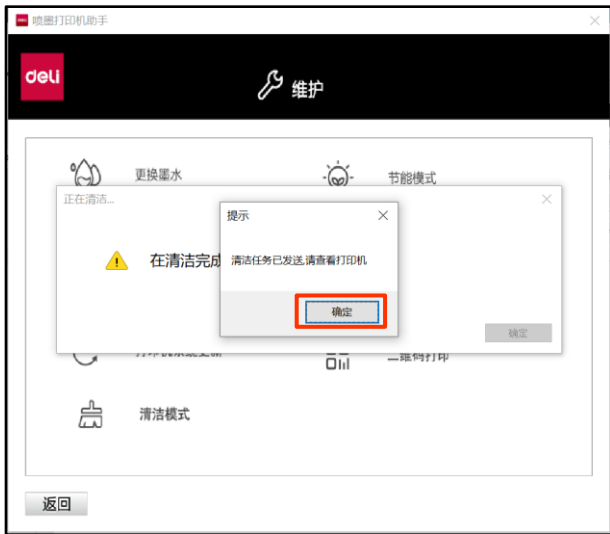 deli 喷墨打印机助手
deli
维护
更换墨水
节能模式
正在清洁...
提示
在清洁完成
清洁任务已发送,请查看打印机
确定
确定
二维码打印
清洁模式
返回